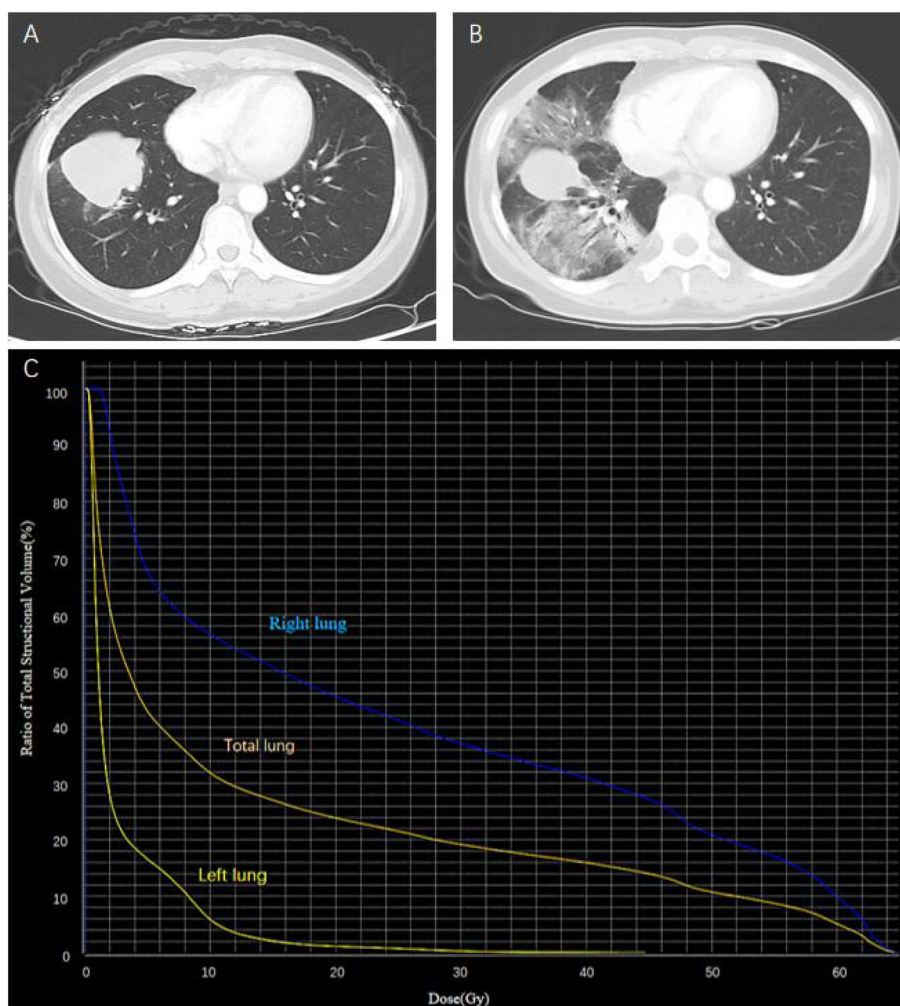 A
B
C
100
90
80
70
60
50
40
30
20
10
0
Ratio of Total Structional Volume(%)
Right lung
Total lung
Left lung
0 10 20 30 40 50 60
Dose(Gy)